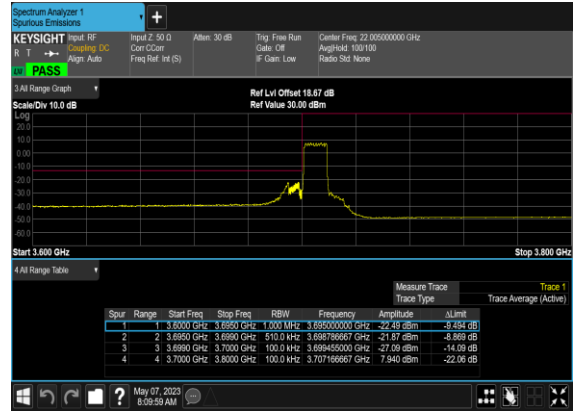 Spectrum Analyzer 1
Spurious Emissions
KEYSIGHT Input: RF Input Z: 50 Ω Atten: 30 dB Trig: Free Run Center Freq: 22.005000000 GHz
R T Coupling: DC Corr CCorr Gate: Off Avg|Hold: 100/100
Align: Auto Freq Ref: Int (S) IF Gain: Low Radio Std: None
PASS
3 All Range Graph Ref Lvl Offset 18.67 dB
Scale/Div 10.0 dB Ref Value 30.00 dBm
Log
20.0
10.0
0.00
-10.0
-20.0
-30.0
-40.0
-50.0
-60.0
Start 3.600 GHz Stop 3.800 GHz
4 All Range Table
Measure Trace Trace 1
Trace Type Trace Average (Active)
Spur Range Start Freq Stop Freq RBW Frequency Amplitude ΔLimit
1 1 3.6000 GHz 3.6950 GHz 1.000 MHz 3.695000000 GHz -22.49 dBm -9.494 dB
2 2 3.6950 GHz 3.6990 GHz 510.0 kHz 3.698786667 GHz -21.87 dBm -8.869 dB
3 3 3.6990 GHz 3.7000 GHz 100.0 kHz 3.699455000 GHz -27.09 dBm -14.09 dB
4 4 3.7000 GHz 3.8000 GHz 100.0 kHz 3.707166667 GHz 7.940 dBm -22.06 dB
? May 07, 2023
8:09:59 AM